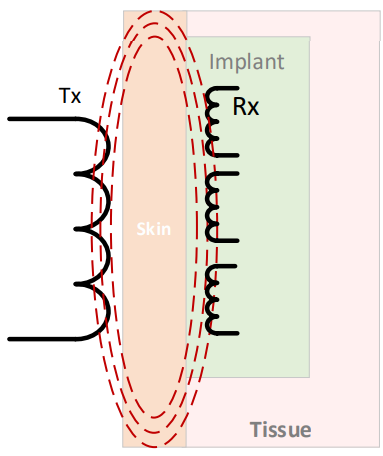 Implant
Tx
Rx
Skin
Tissue